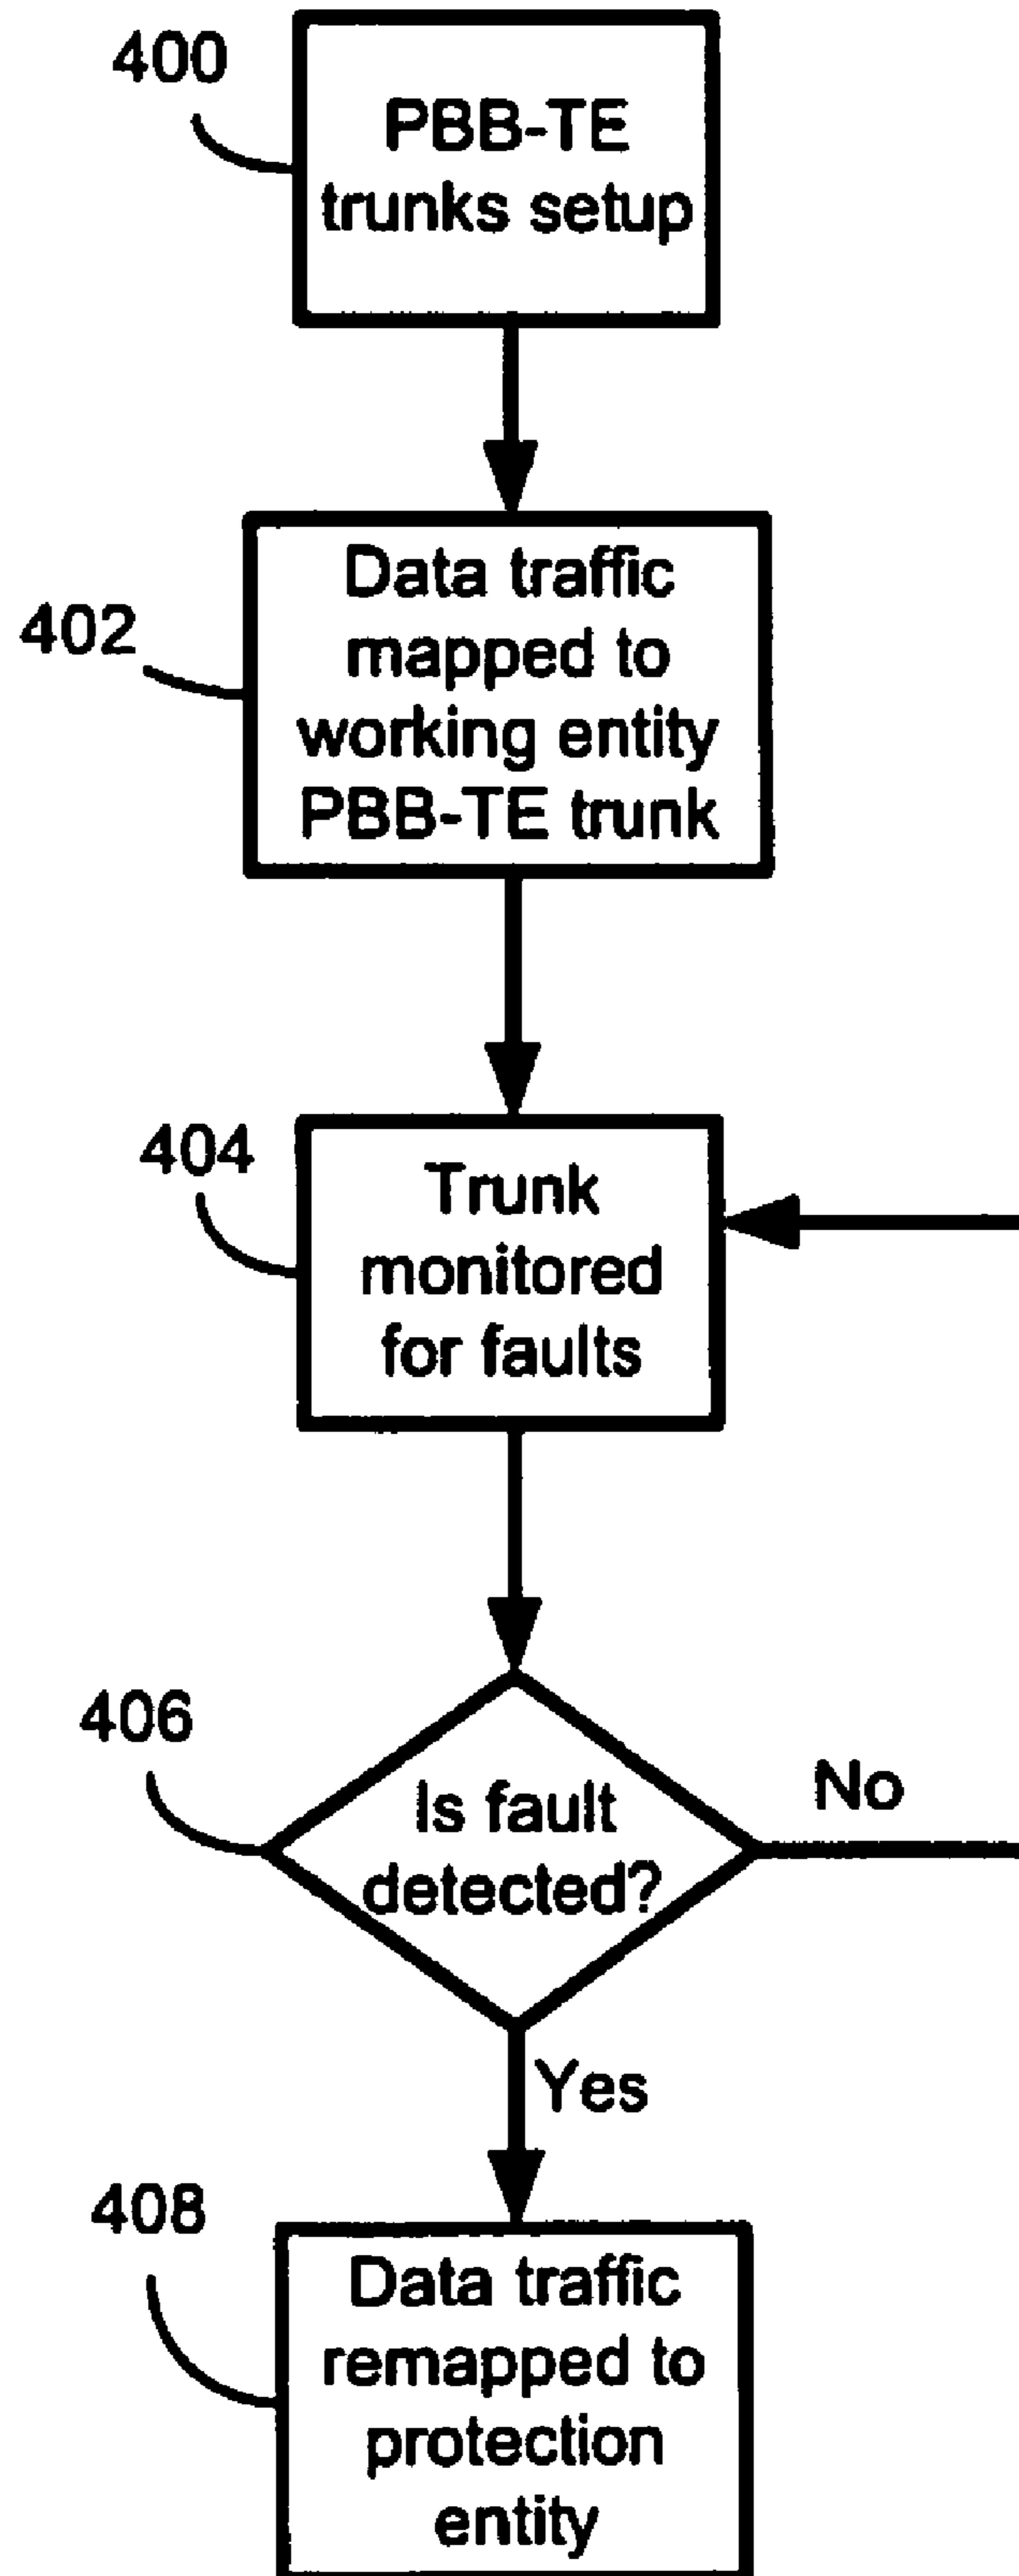 400
PBB-TE
trunks setup
402
Data traffic
mapped to
working entity
PBB-TE trunk
404
Trunk
monitored
for faults
406
Is fault
detected?
No
Yes
408
Data traffic
remapped to
protection
entity